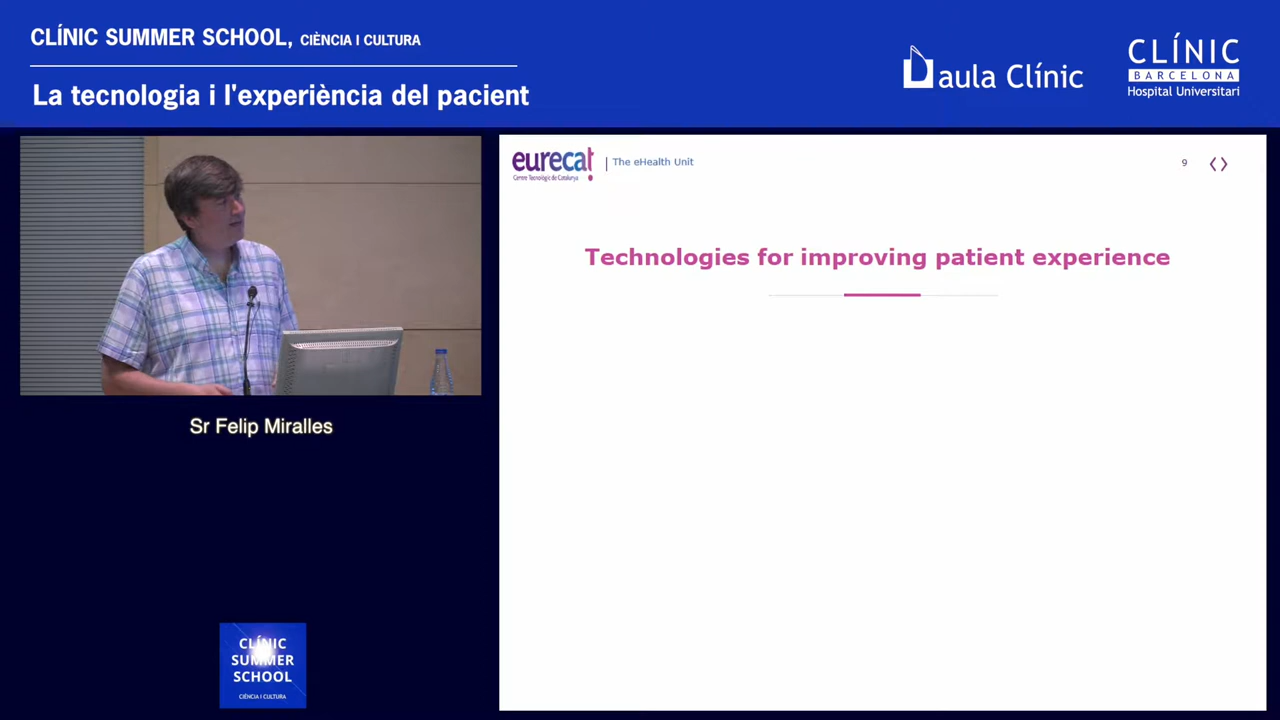 CLÍNIC SUMMER SCHOOL, CIÈNCIA I CULTURA
La tecnologia i l'experiència del pacient
aula Clínic
CLÍNIC
BARCELONA
Hospital Universitari
eurecat
Centre Tecnològic de Catalunya
| The eHealth Unit
9
Technologies for improving patient experience
Sr Felip Miralles
CLÍNIC
SUMMER
SCHOOL
CIÈNCIA I CULTURA